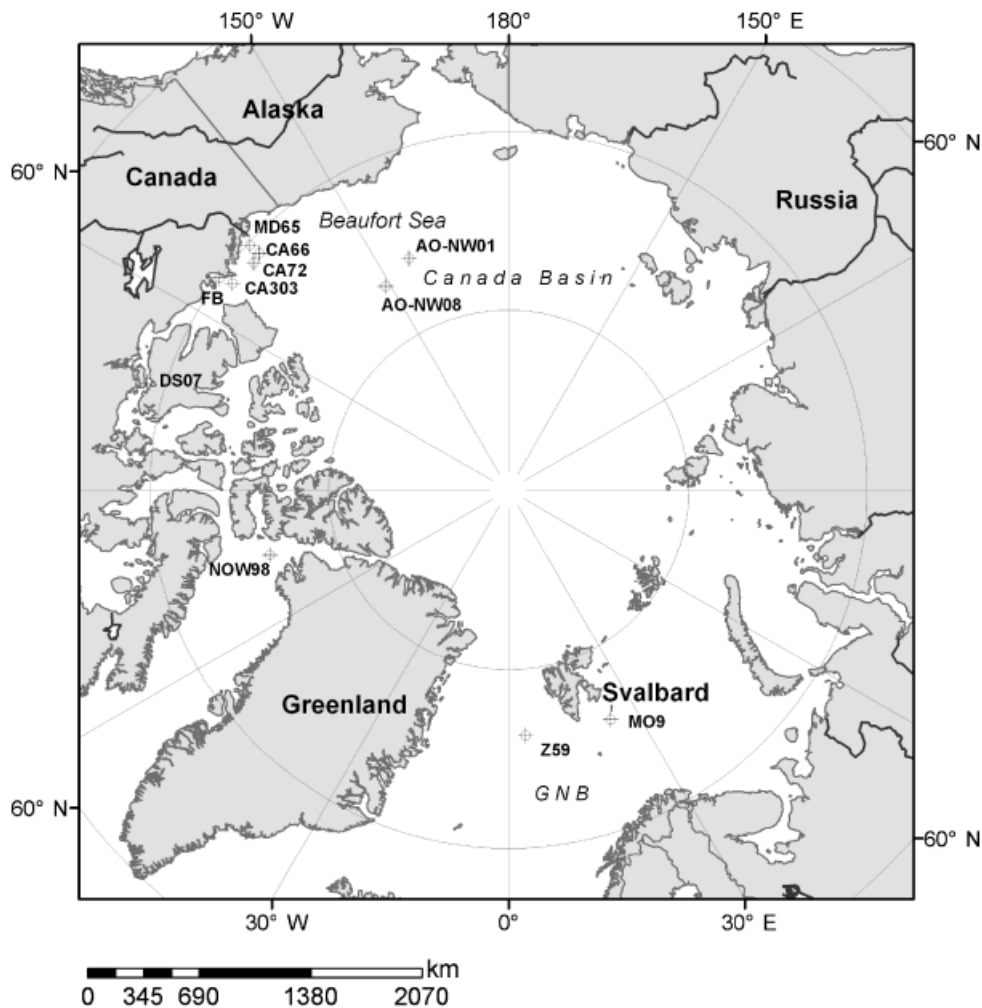 150° W 180° 150° E
Alaska
60° N
60° N
Canada
Russia
Beaufort Sea
MD65
AO-NW01
CA66
CA72
Canada Basin
CA303
FB
AO-NW08
DS07
NOW98
Svalbard
Greenland
MO9
Z59
GNB
60° N
60° N
30° W 0° 30° E
km
0 345 690 1380 2070